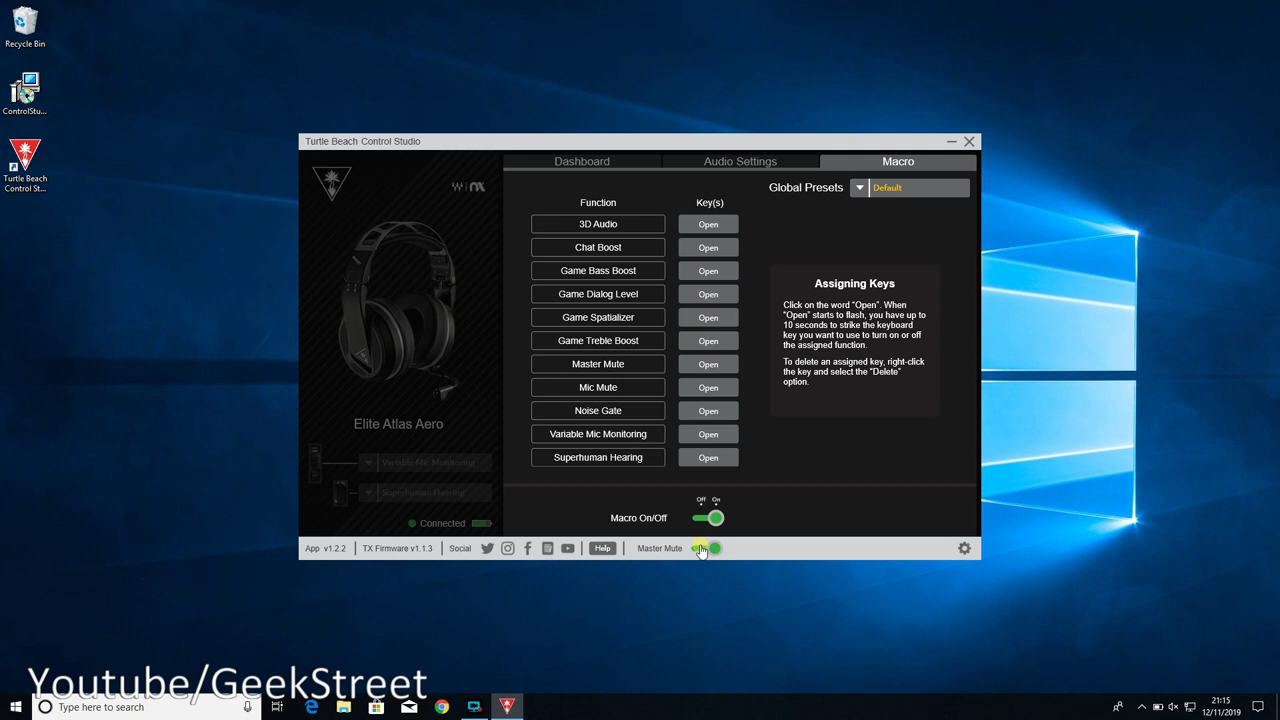 Recycle Bin
ControlStu...
Turtle Beach
Control St...
Turtle Beach Control Studio
Dashboard
Audio Settings
Macro
Global Presets
Default
Function
Key(s)
3D Audio
Open
Chat Boost
Open
Game Bass Boost
Open
Game Dialog Level
Open
Game Spatializer
Open
Game Treble Boost
Open
Master Mute
Open
Mic Mute
Open
Noise Gate
Open
Variable Mic Monitoring
Open
Superhuman Hearing
Open
Assigning Keys
Click on the word "Open". When
"Open" starts to flash, you have up to
10 seconds to strike the keyboard
key you want to use to turn on or off
the assigned function.
To delete an assigned key, right-click
the key and select the "Delete"
option.
Elite Atlas Aero
Variable Mic Monitoring
Superhuman Hearing
Connected
Off On
Macro On/Off
App v1.2.2
TX Firmware v1.1.3
Social
Help
Master Mute
Youtube/GeekStreet
Type here to search
21:15
12/11/2019